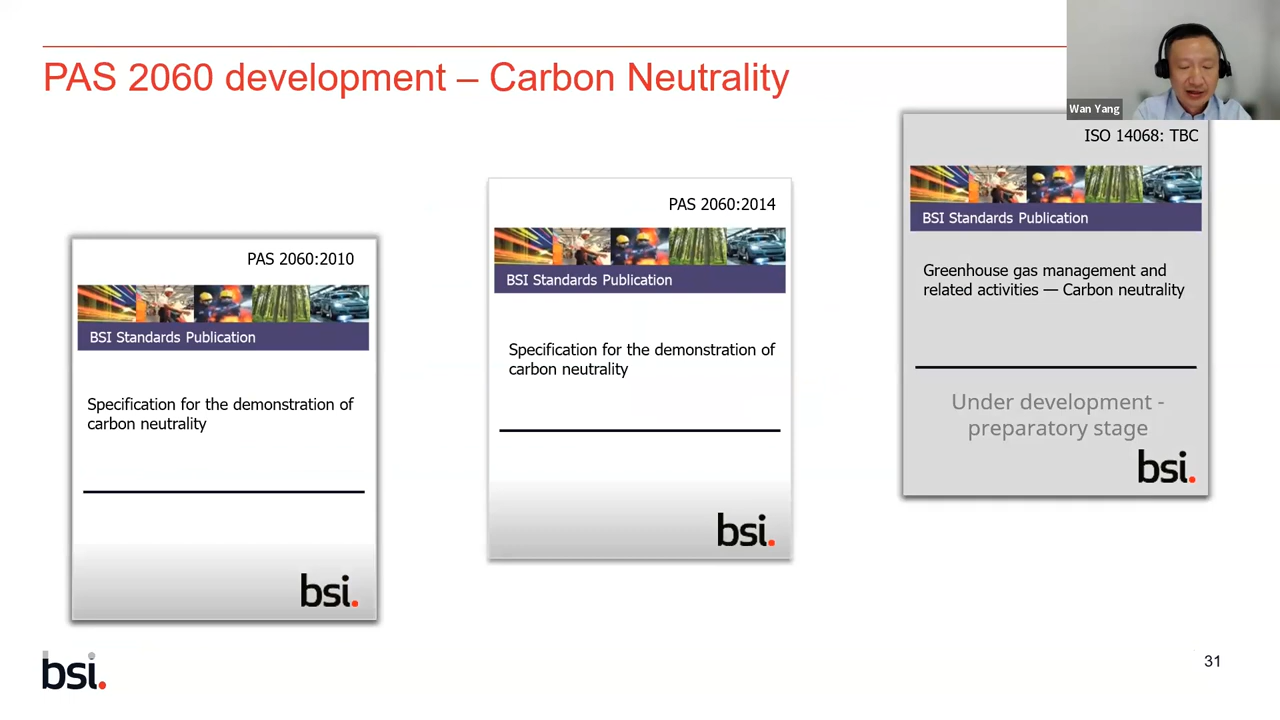 PAS 2060 development – Carbon Neutrality
Wan Yang
PAS 2060:2010
BSI Standards Publication
Specification for the demonstration of
carbon neutrality
bsi.
PAS 2060:2014
BSI Standards Publication
Specification for the demonstration of
carbon neutrality
bsi.
ISO 14068: TBC
BSI Standards Publication
Greenhouse gas management and
related activities — Carbon neutrality
Under development -
preparatory stage
bsi.
bsi.
31